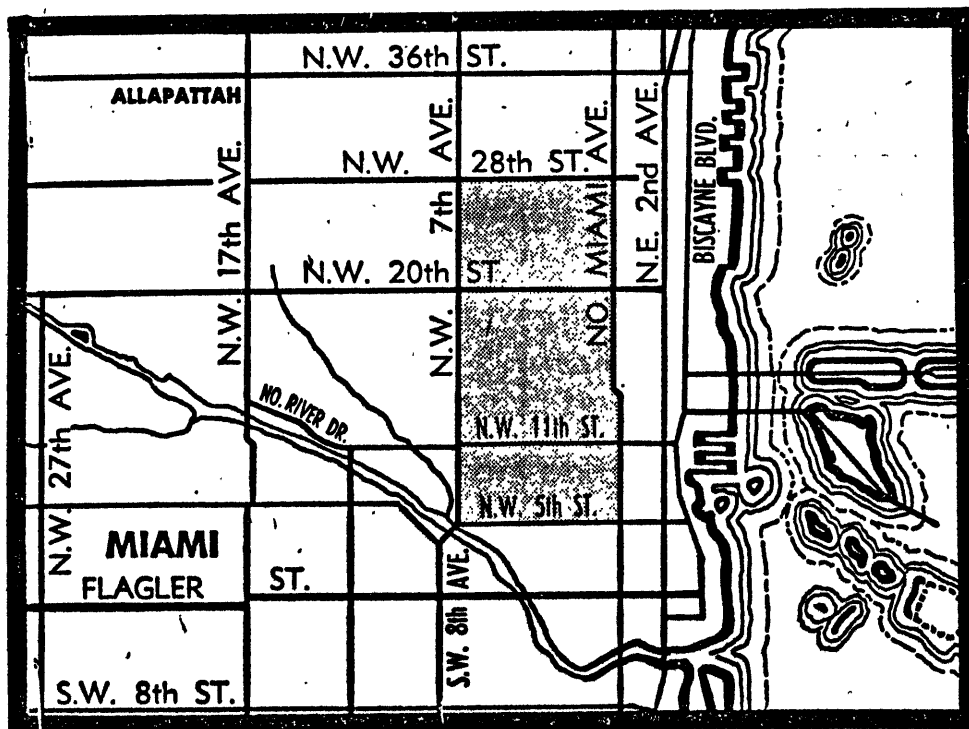 N.W. 36th ST.
ALLAPATTAH
N.W. 28th ST.
N.W. 17th AVE.
N.W. 7th AVE.
NO. MIAMI AVE.
N.E. 2nd AVE.
BISCAYNE BLVD.
N.W. 20th ST.
N.W. 27th AVE.
NO. RIVER DR.
N.W. 11th ST.
N.W. 5th ST.
MIAMI
FLAGLER ST.
S.W. 8th AVE.
S.W. 8th ST.